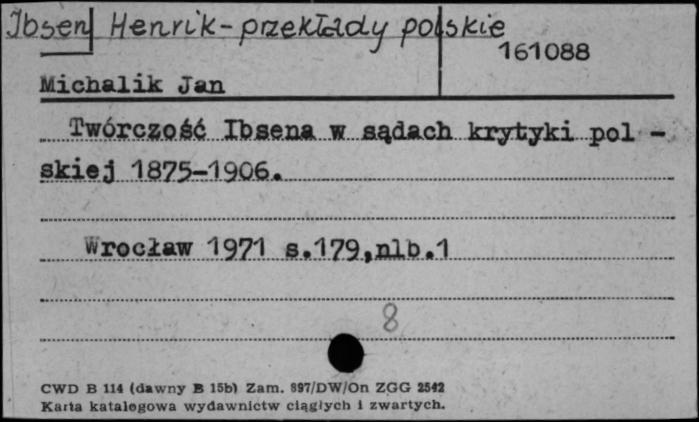 Ibsen Henrik - przekłady polskie
161088
Michalik Jan
Twórczość Ibsena w sądach krytyki pol -
skiej 1875-1906.
Wrocław 1971 s.179,nlb.1
8
CWD B 114 (dawny B 15b) Zam. 897/DW/On ZGG 2542
Karta katalogowa wydawnictw ciągłych i zwartych.